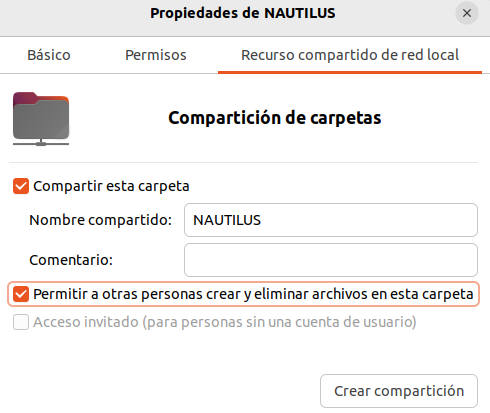 Propiedades de NAUTILUS
Básico Permisos Recurso compartido de red local
Compartición de carpetas
Compartir esta carpeta
Nombre compartido: NAUTILUS
Comentario:
Permitir a otras personas crear y eliminar archivos en esta carpeta
Acceso invitado (para personas sin una cuenta de usuario)
Crear compartición